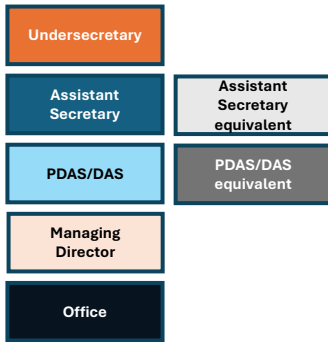 Undersecretary
Assistant
Secretary
Assistant
Secretary
equivalent
PDAS/DAS
PDAS/DAS
equivalent
Managing
Director
Office